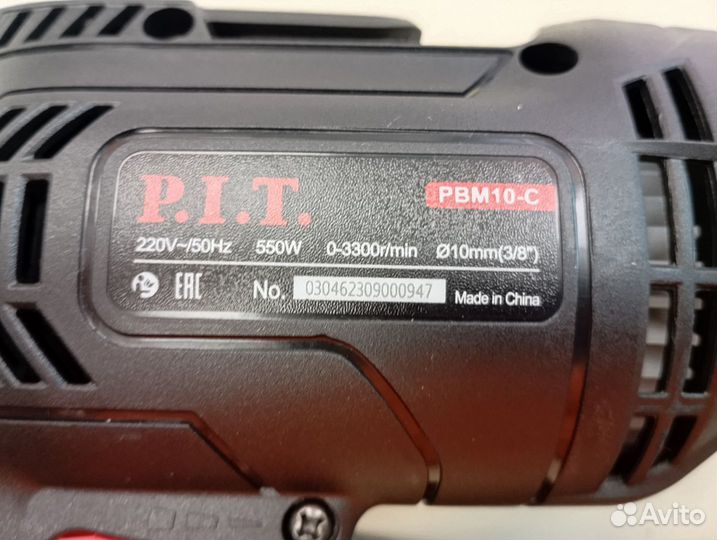 P.I.T.
PBM10-C
220V~/50Hz 550W 0-3300r/min Ø10mm(3/8")
EAC No. 030462309000947 Made in China
Avito